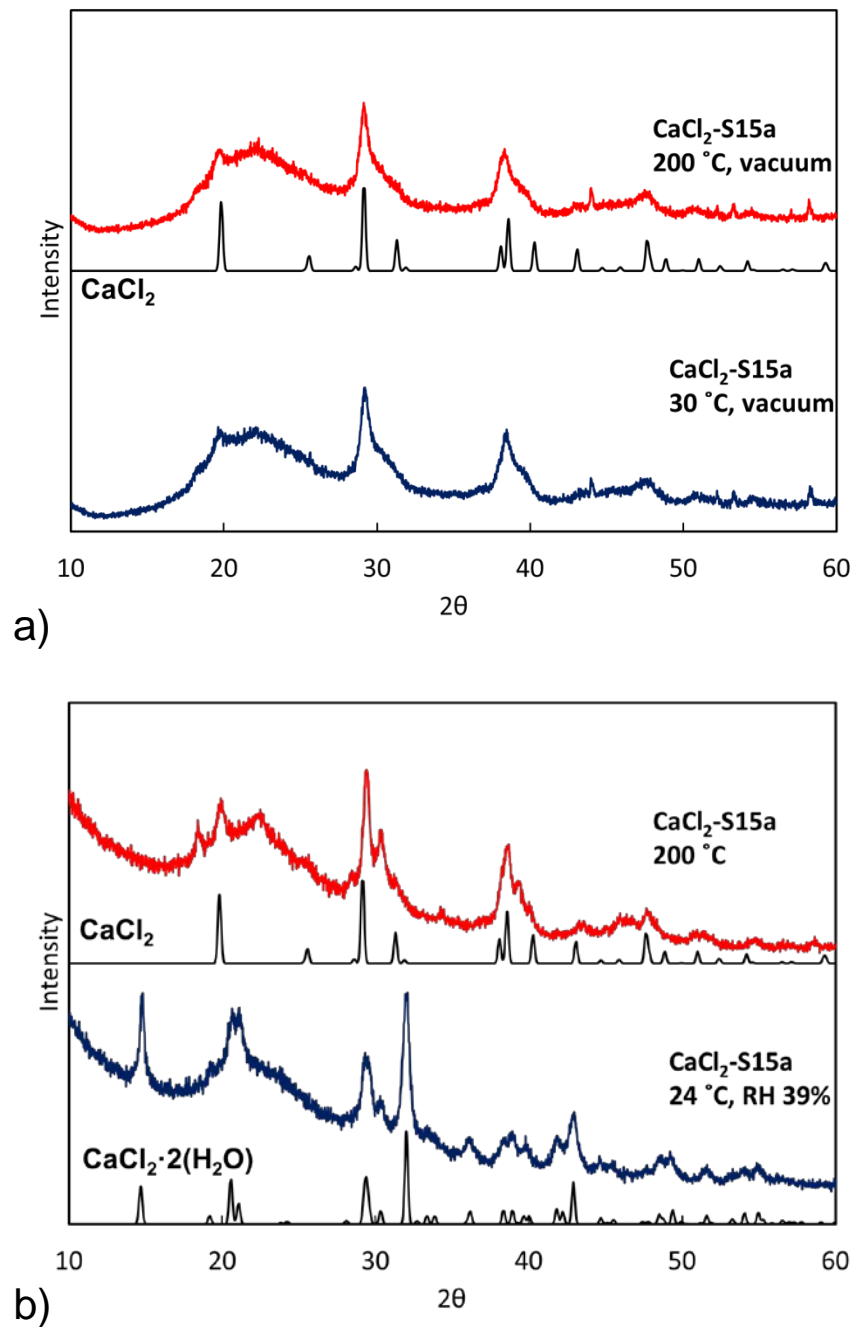 CaCl₂-S15a
200 ˚C, vacuum
Intensity
CaCl₂
CaCl₂-S15a
30 ˚C, vacuum
10 20 30 40 50 60
2θ
a)
CaCl₂-S15a
200 ˚C
CaCl₂
Intensity
CaCl₂-S15a
24 ˚C, RH 39%
CaCl₂·2(H₂O)
10 20 30 40 50 60
2θ
b)